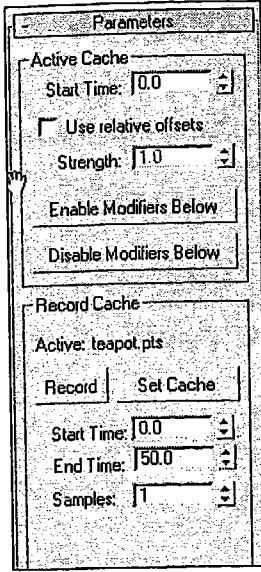 - Parameters
Active Cache
Start Time: 0.0
Use relative offsets
Strength: 1.0
Enable Modifiers Below
Disable Modifiers Below
Record Cache
Active: teapot.pts
Record Set Cache
Start Time: 0.0
End Time: 50.0
Samples: 1